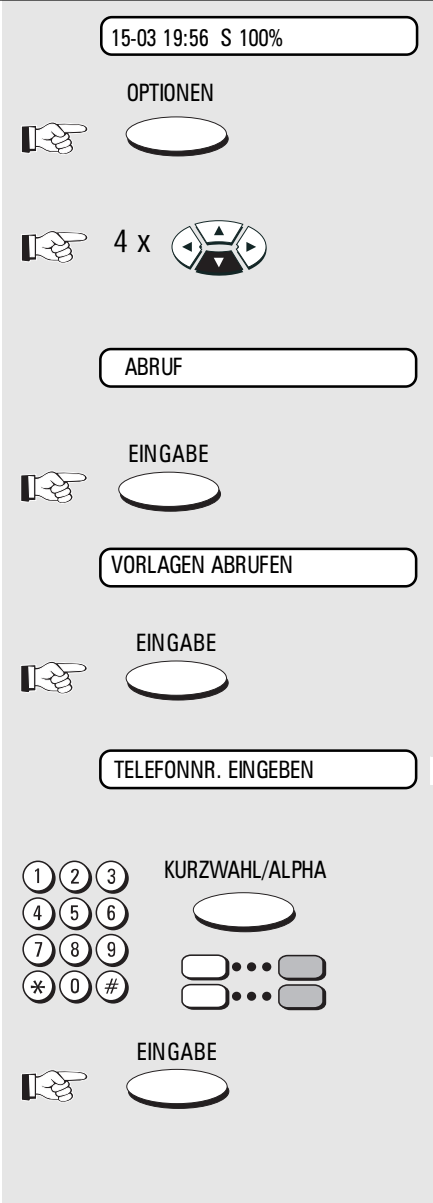 15-03 19:56 S 100%
OPTIONEN
4 x
ABRUF
EINGABE
VORLAGEN ABRUFEN
EINGABE
TELEFONNR. EINGEBEN
KURZWAHL/ALPHA
1 2 3
4 5 6
7 8 9
* 0 #
EINGABE